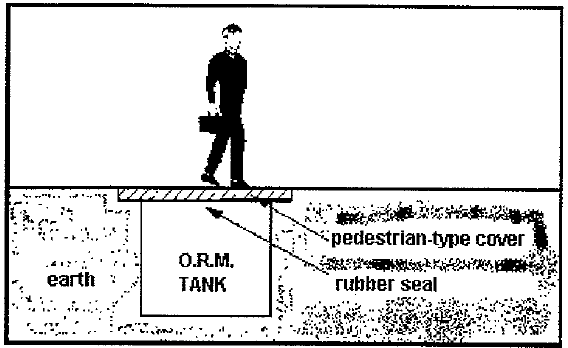 pedestrian-type cover
O.R.M.
TANK
earth
rubber seal